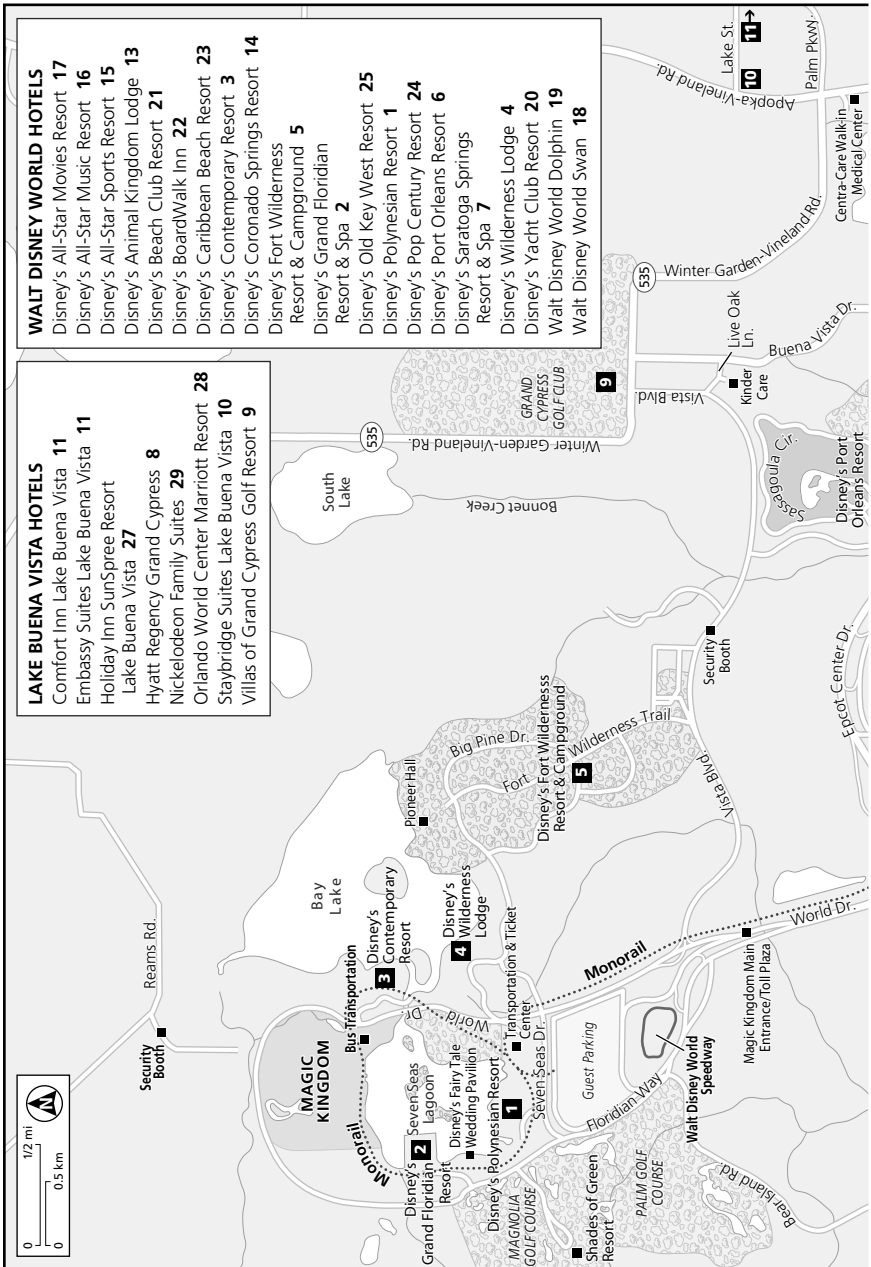 0 1/2 mi
0 0.5 km
N
LAKE BUENA VISTA HOTELS
Comfort Inn Lake Buena Vista 11
Embassy Suites Lake Buena Vista 11
Holiday Inn SunSpree Resort
Lake Buena Vista 27
Hyatt Regency Grand Cypress 8
Nickelodeon Family Suites 29
Orlando World Center Marriott Resort 28
Staybridge Suites Lake Buena Vista 10
Villas of Grand Cypress Golf Resort 9
WALT DISNEY WORLD HOTELS
Disney's All-Star Movies Resort 17
Disney's All-Star Music Resort 16
Disney's All-Star Sports Resort 15
Disney's Animal Kingdom Lodge 13
Disney's Beach Club Resort 21
Disney's BoardWalk Inn 22
Disney's Caribbean Beach Resort 23
Disney's Contemporary Resort 3
Disney's Coronado Springs Resort 14
Disney's Fort Wilderness
Resort & Campground 5
Disney's Grand Floridian
Resort & Spa 2
Disney's Old Key West Resort 25
Disney's Polynesian Resort 1
Disney's Pop Century Resort 24
Disney's Port Orleans Resort 6
Disney's Saratoga Springs
Resort & Spa 7
Disney's Wilderness Lodge 4
Disney's Yacht Club Resort 20
Walt Disney World Dolphin 19
Walt Disney World Swan 18
Reams Rd.
Security
Booth
MAGIC
KINGDOM
Bus Transportation
Monorail
Bay
Lake
3
Disney's
Contemporary
Resort
Seven Seas
Lagoon
2
Disney's
Grand Floridian
Resort
Disney's Fairy Tale
Wedding Pavilion
Disney's Polynesian Resort
1
World Dr.
4
Disney's
Wilderness
Lodge
Transportation & Ticket
Center
Seven Seas Dr.
MAGNOLIA
GOLF COURSE
Shades of Green
Resort
PALM GOLF
COURSE
Guest Parking
Floridian Way
Walt Disney World
Speedway
Bear Island Rd.
Monorail
Magic Kingdom Main
Entrance/Toll Plaza
World Dr.
Pioneer Hall
Big Pine Dr.
Fort Wilderness Trail
5
Disney's Fort Wildernesss
Resort & Campground
Vista Blvd.
Security
Booth
Epcot Center Dr.
South
Lake
Bonnet Creek
535
Winter Garden-Vineland Rd.
GRAND
CYPRESS
GOLF CLUB
9
Vista Blvd.
535
Winter Garden-Vineland Rd.
Live Oak
Ln.
Kinder
Care
Buena Vista Dr.
Sassagoula Cir.
Disney's Port
Orleans Resort
Apopka-Vineland Rd.
Lake St.
10
11
Palm Pkwy.
Centra-Care Walk-in
Medical Center